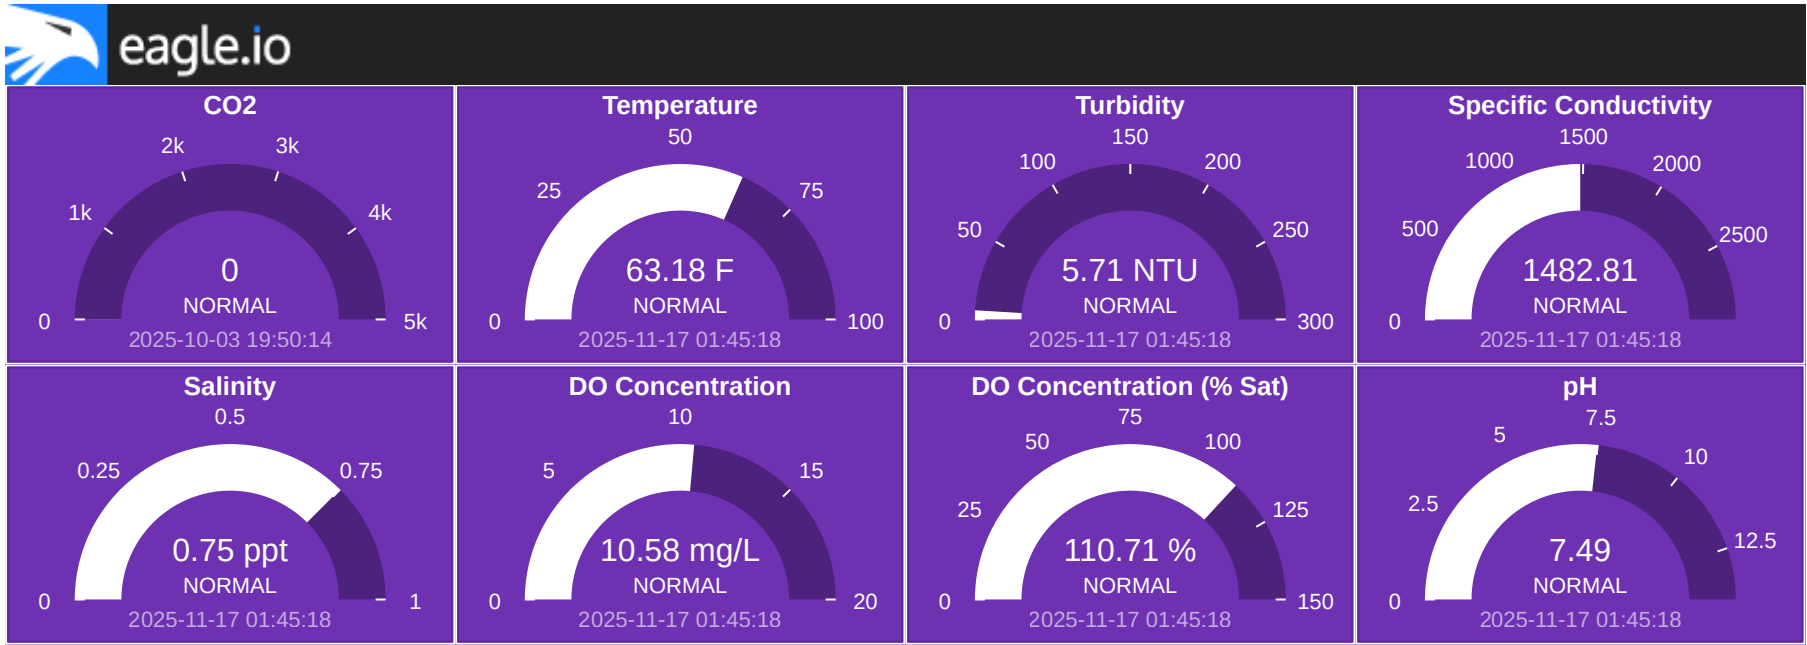 eagle.io
CO2
2k
3k
1k
4k
0
NORMAL
0
5k
2025-10-03 19:50:14
Temperature
50
25
75
63.18 F
NORMAL
0
100
2025-11-17 01:45:18
Turbidity
150
100
200
50
250
5.71 NTU
NORMAL
0
300
2025-11-17 01:45:18
Specific Conductivity
1500
1000
2000
500
2500
1482.81
NORMAL
0
2025-11-17 01:45:18
Salinity
0.5
0.25
0.75
0.75 ppt
NORMAL
0
1
2025-11-17 01:45:18
DO Concentration
10
5
15
10.58 mg/L
NORMAL
0
20
2025-11-17 01:45:18
DO Concentration (% Sat)
75
50
100
25
125
110.71 %
NORMAL
0
150
2025-11-17 01:45:18
pH
7.5
5
10
2.5
12.5
7.49
NORMAL
0
2025-11-17 01:45:18